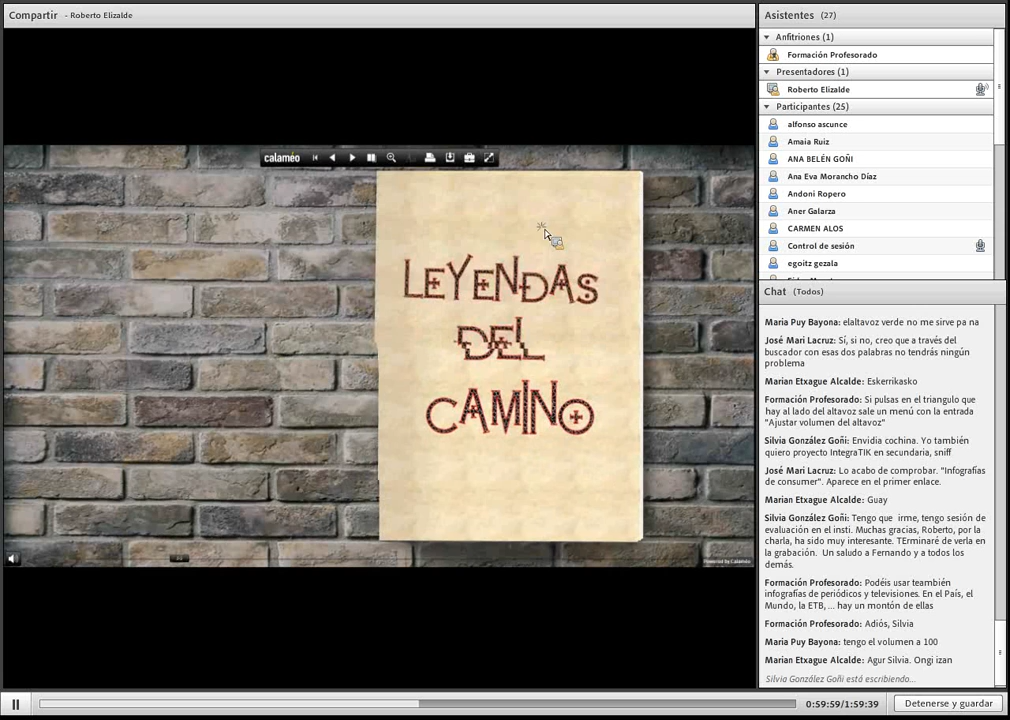 Compartir - Roberto Elizalde
calaméo
LEYENDAS
DEL
CAMINO
Powered by Calaméo
Asistentes (27)
Anfitriones (1)
Formación Profesorado
Presentadores (1)
Roberto Elizalde
Participantes (25)
alfonso ascunce
Amaia Ruiz
ANA BELÉN GOÑI
Ana Eva Morancho Díaz
Andoni Ropero
Aner Galarza
CARMEN ALOS
Control de sesión
egoitz gezala
Chat (Todos)
Maria Puy Bayona: elaltavoz verde no me sirve pa na
José Mari Lacruz: Sí, si no, creo que a través del
buscador con esas dos palabras no tendrás ningún
problema
Marian Etxague Alcalde: Eskerrikasko
Formación Profesorado: Si pulsas en el triangulo que
hay al lado del altavoz sale un menú con la entrada
"Ajustar volumen del altavoz"
Silvia González Goñi: Envidia cochina. Yo también
quiero proyecto IntegraTIK en secundaria, sniff
José Mari Lacruz: Lo acabo de comprobar. "Infografías
de consumer". Aparece en el primer enlace.
Marian Etxague Alcalde: Guay
Silvia González Goñi: Tengo que irme, tengo sesión de
evaluación en el insti. Muchas gracias, Roberto, por la
charla, ha sido muy interesante. TErminaré de verla en
la grabación. Un saludo a Fernando y a todos los
demás.
Formación Profesorado: Podéis usar teambién
infografías de periódicos y televisiones. En el País, el
Mundo, la ETB, ... hay un montón de ellas
Formación Profesorado: Adiós, Silvia
Maria Puy Bayona: tengo el volumen a 100
Marian Etxague Alcalde: Agur Silvia. Ongi izan
Silvia González Goñi está escribiendo...
0:59:59/1:59:39
Detenerse y guardar